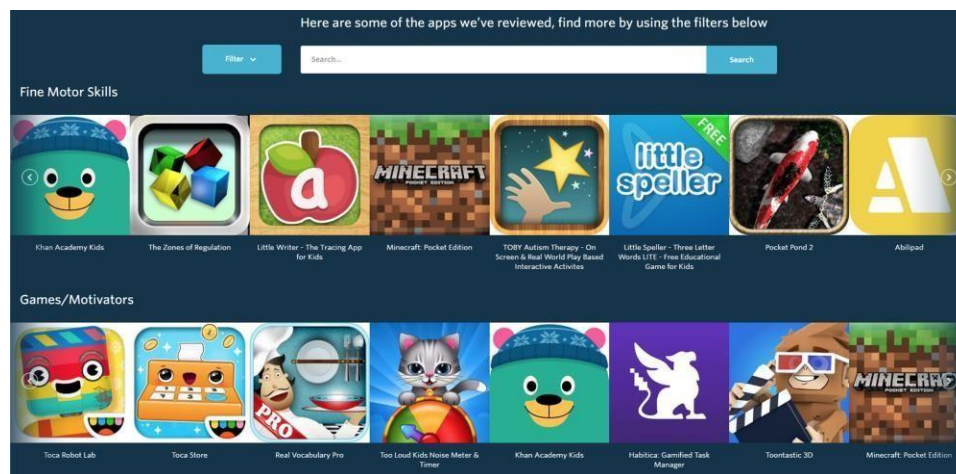 Here are some of the apps we've reviewed, find more by using the filters below
Filter
Search...
Search
Fine Motor Skills
a
MINECRAFT
POCKET EDITION
little
speller
FREE
A
Khan Academy Kids
The Zones of Regulation
Little Writer - The Tracing App
for Kids
Minecraft: Pocket Edition
TOBY Autism Therapy - On
Screen & Real World Play Based
Interactive Activites
Little Speller - Three Letter
Words LITE - Free Educational
Game for Kids
Pocket Pond 2
Abilipad
Games/Motivators
PRO
MINECRAF
POCKET EDITION
Toca Robot Lab
Toca Store
Real Vocabulary Pro
Too Loud Kids Noise Meter &
Timer
Khan Academy Kids
Habitica: Gamified Task
Manager
Toontastic 3D
Minecraft: Pocket Edition